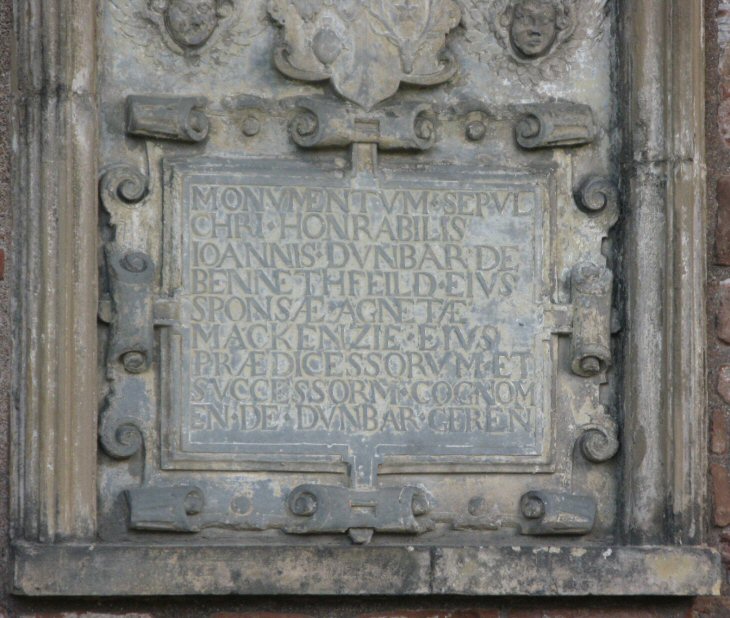 MONVMENTVM·SEPVL
CHRI·HONRABILIS
IOANNIS·DVNBAR·DE
BENNETHFEILD·EIVS
SPONSÆ·AGNETÆ
MACKENZIE·EIVS
PRÆDICESSORVM·ET
SVCCESSORM·COGNOM
EN·DE·DVNBAR·GEREN